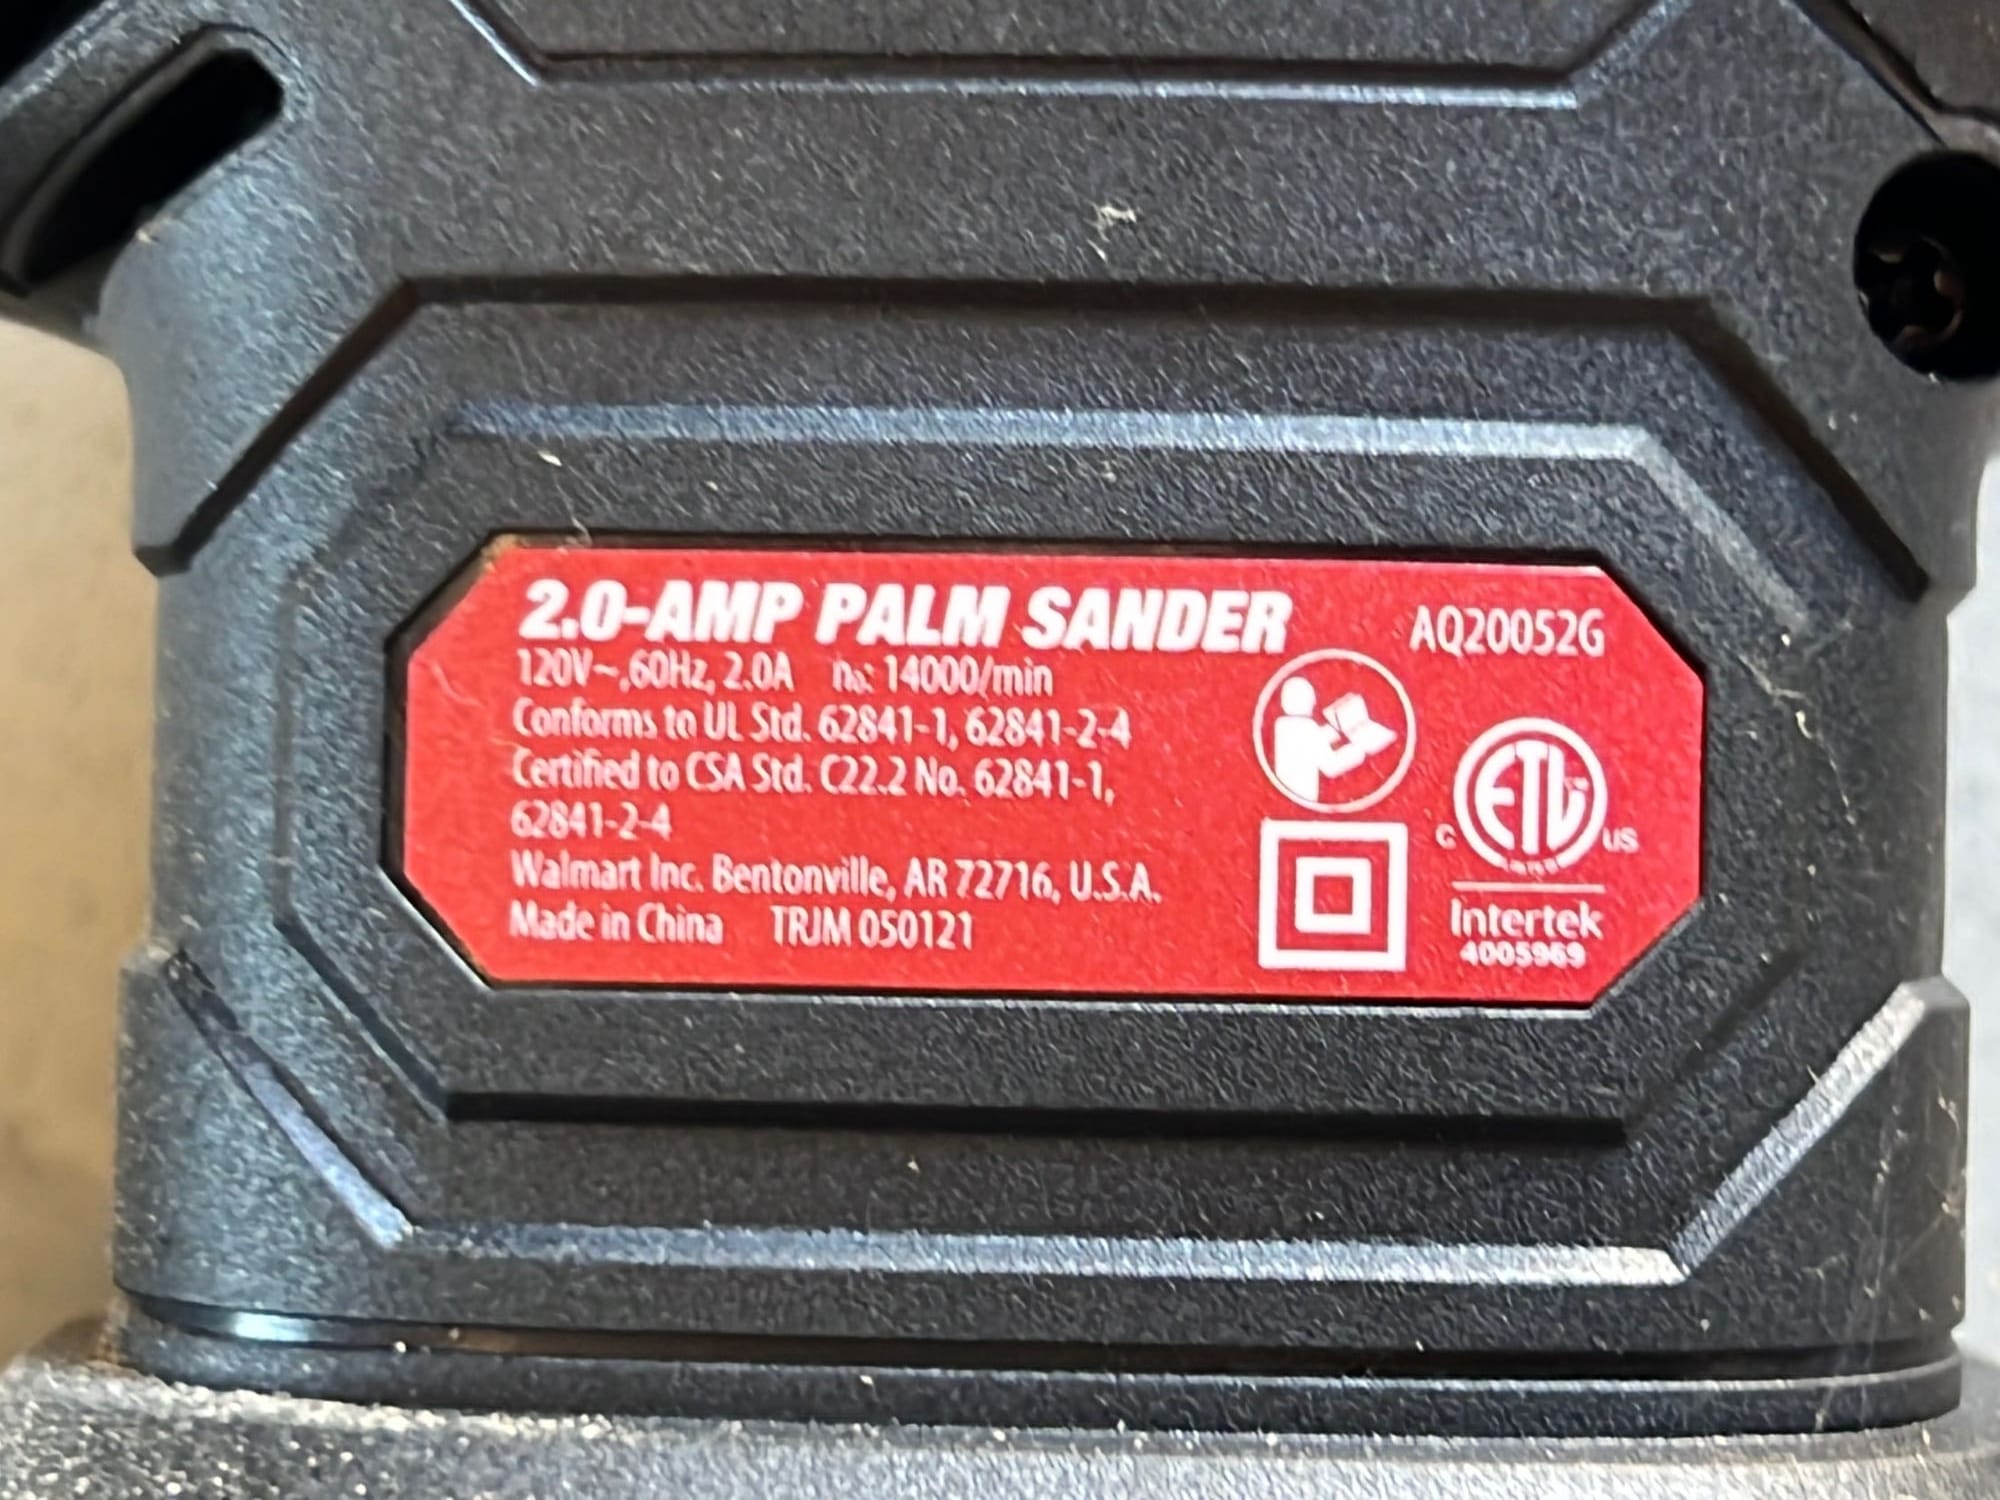 2.0-AMP PALM SANDER
AQ20052G
120V~,60Hz, 2.0A n₀: 14000/min
Conforms to UL Std. 62841-1, 62841-2-4
Certified to CSA Std. C22.2 No. 62841-1,
62841-2-4
Walmart Inc. Bentonville, AR 72716, U.S.A.
Made in China TRJM 050121
ETL
C US
Intertek
4005969